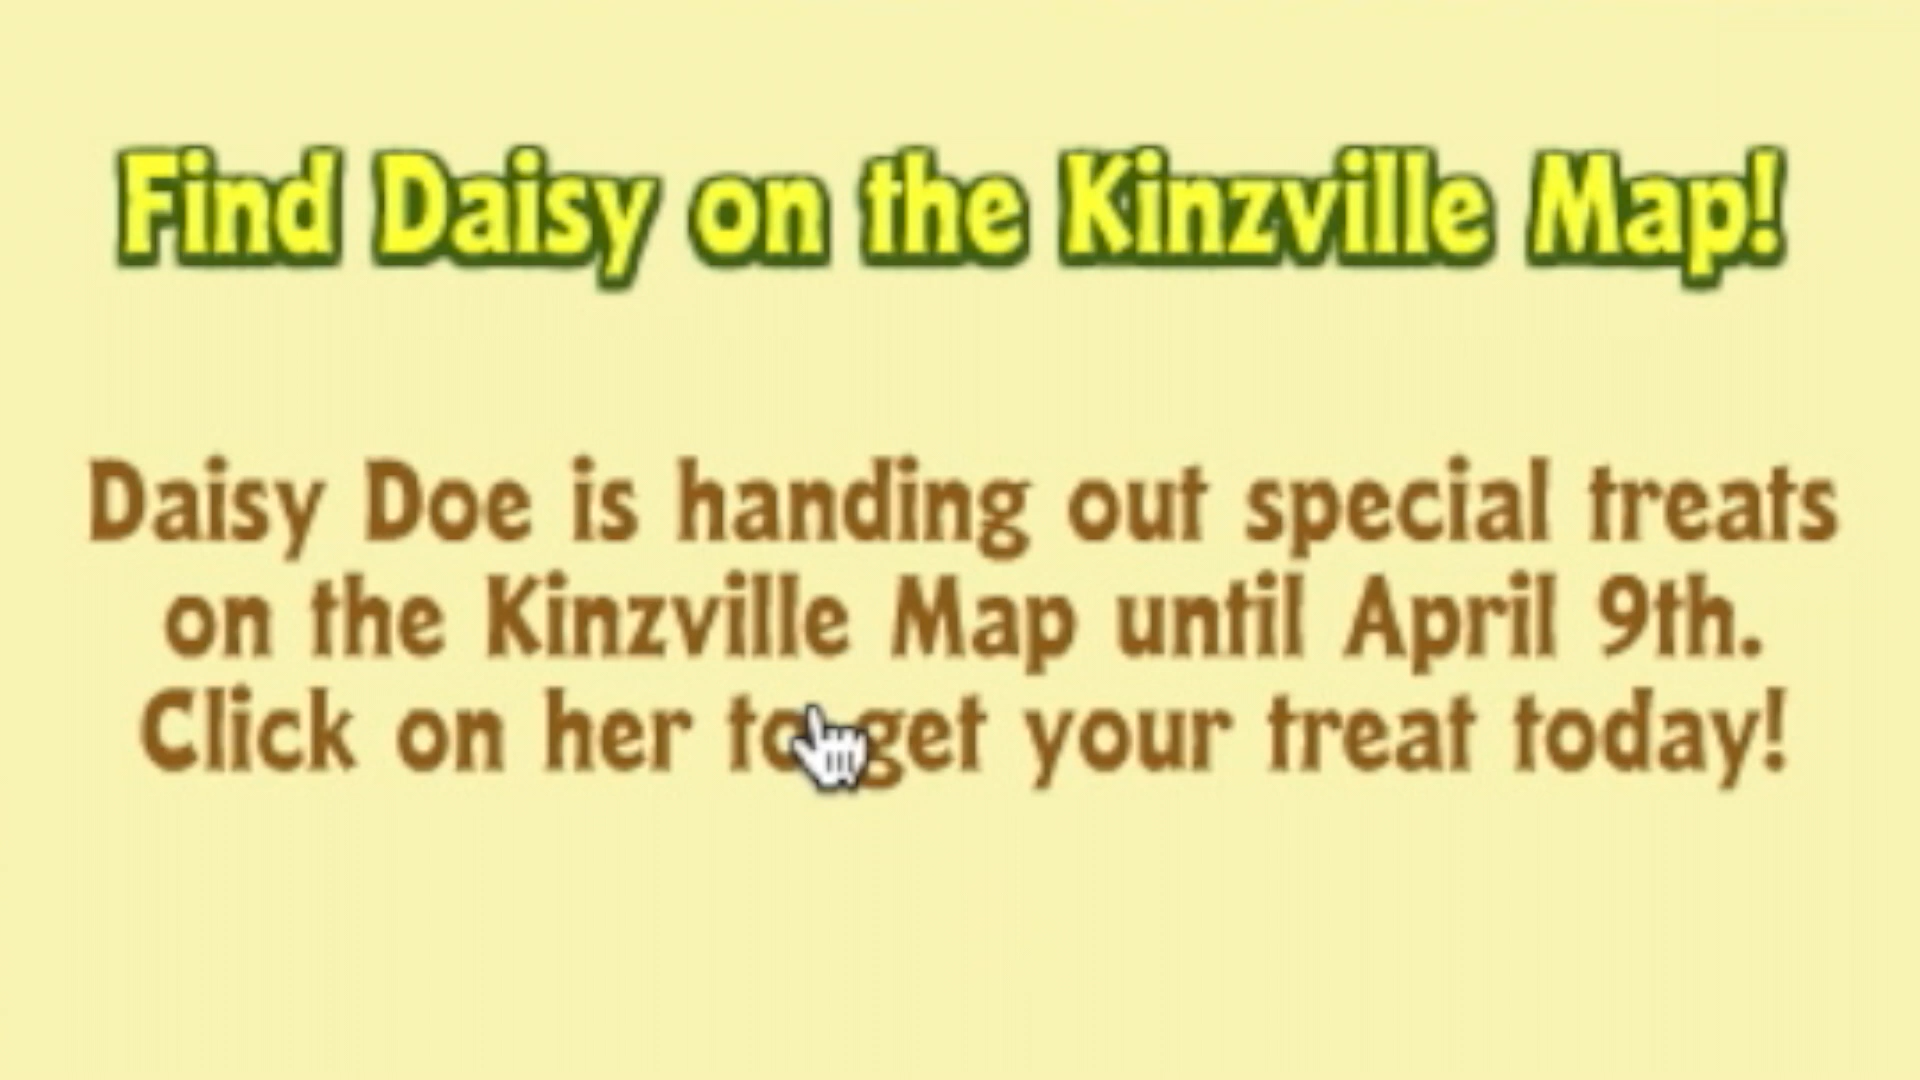 Find Daisy on the Kinzville Map!
Daisy Doe is handing out special treats
on the Kinzville Map until April 9th.
Click on her to get your treat today!